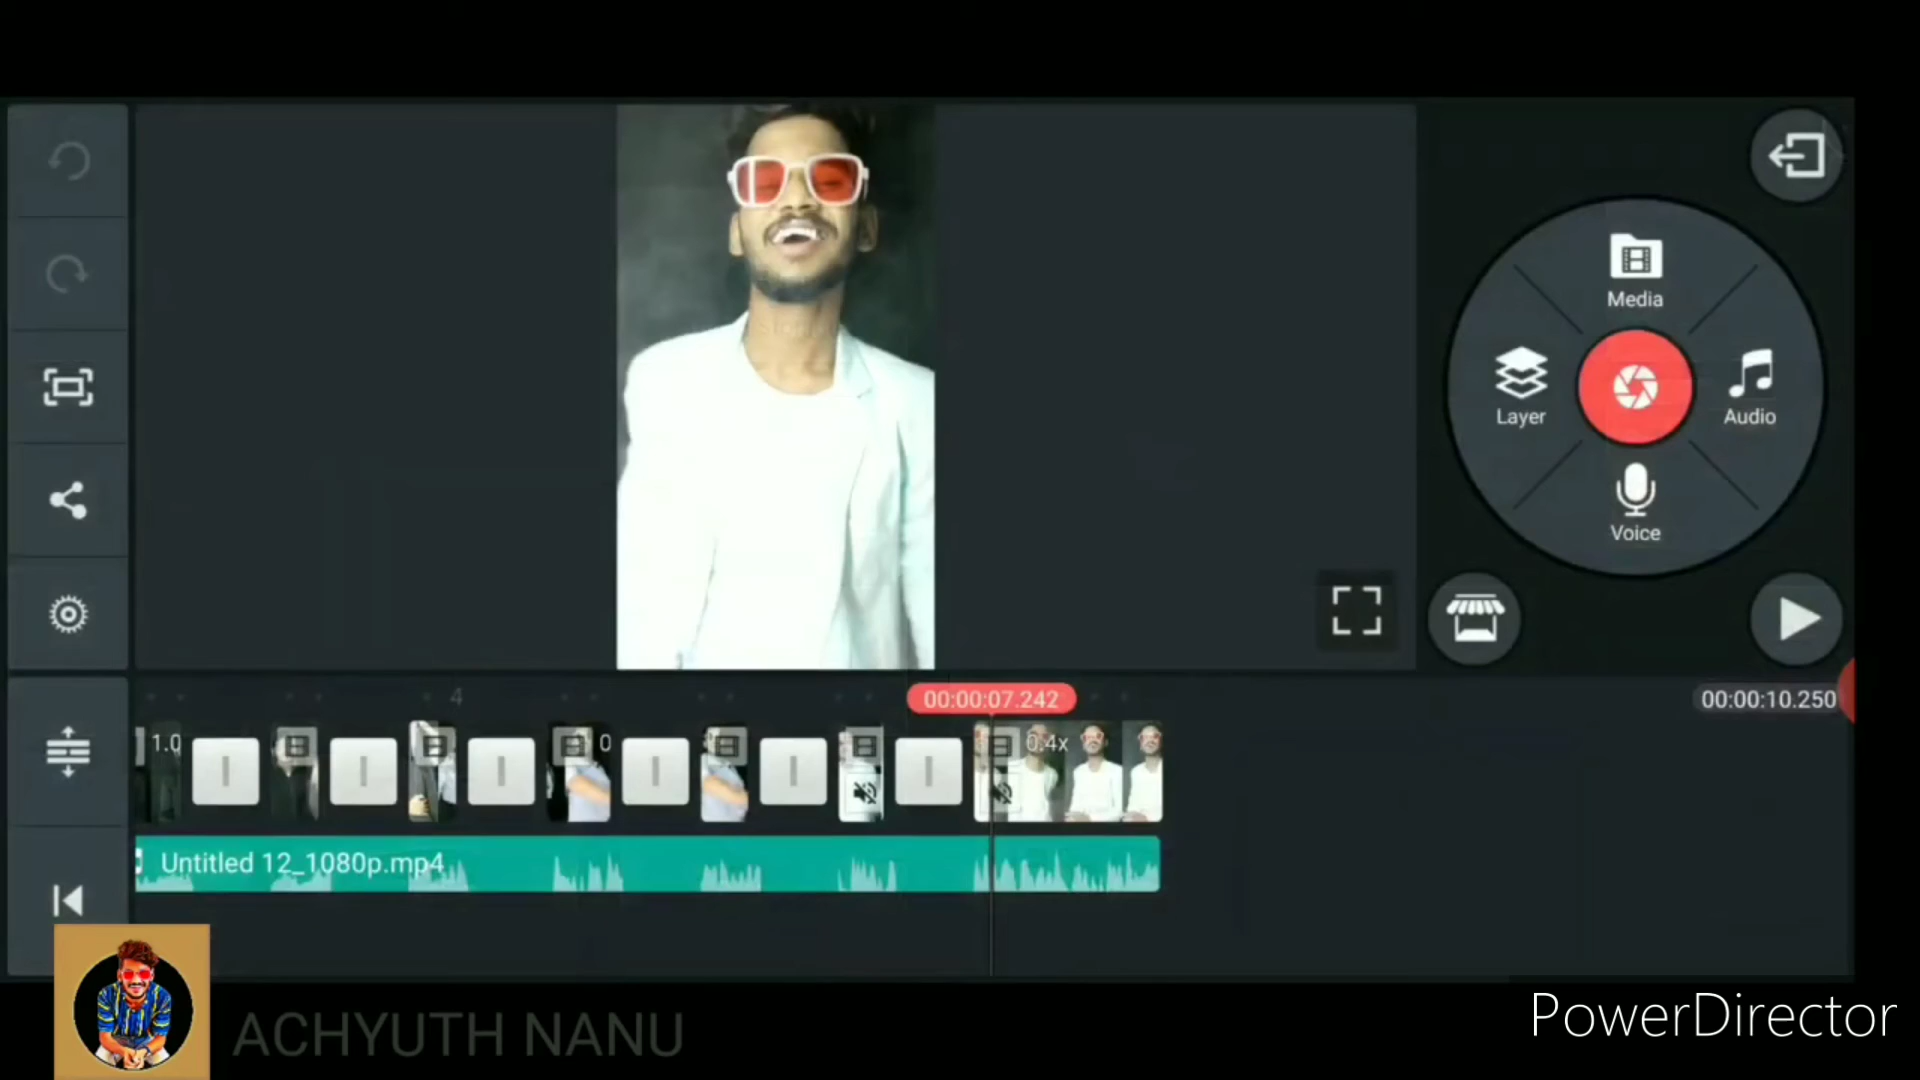 Media
Layer
Audio
Voice
4
00:00:07.242
00:00:10.250
1.0
0
0.4x
Untitled 12_1080p.mp4
ACHYUTH NANU
PowerDirector